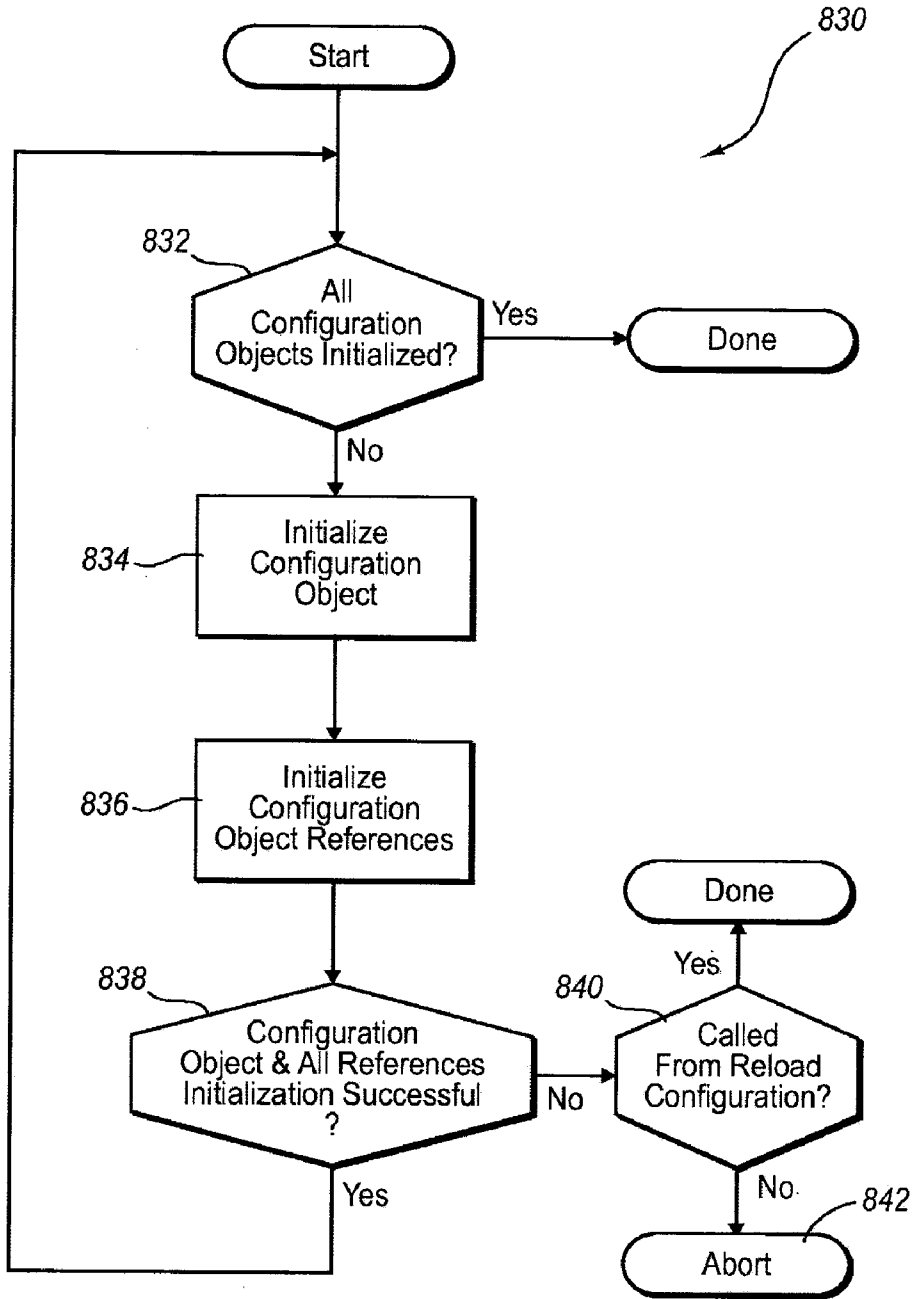 830
Start
832
All
Configuration
Objects Initialized?
Yes
Done
No
834
Initialize
Configuration
Object
836
Initialize
Configuration
Object References
Done
Yes
838
840
Configuration
Object & All References
Initialization Successful
?
No
Called
From Reload
Configuration?
Yes
No.
842
Abort